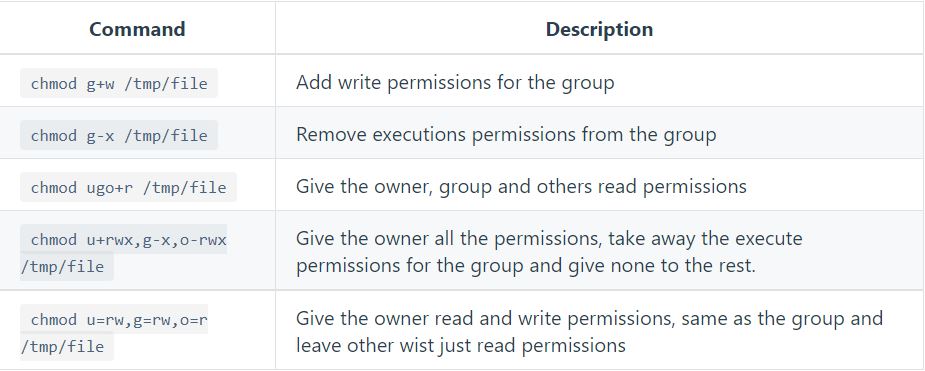 Command Description
chmod g+w /tmp/file Add write permissions for the group
chmod g-x /tmp/file Remove executions permissions from the group
chmod ugo+r /tmp/file Give the owner, group and others read permissions
chmod u+rwx,g-x,o-rwx
/tmp/file
Give the owner all the permissions, take away the execute
permissions for the group and give none to the rest.
chmod u=rw,g=rw,o=r
/tmp/file
Give the owner read and write permissions, same as the group and
leave other wist just read permissions